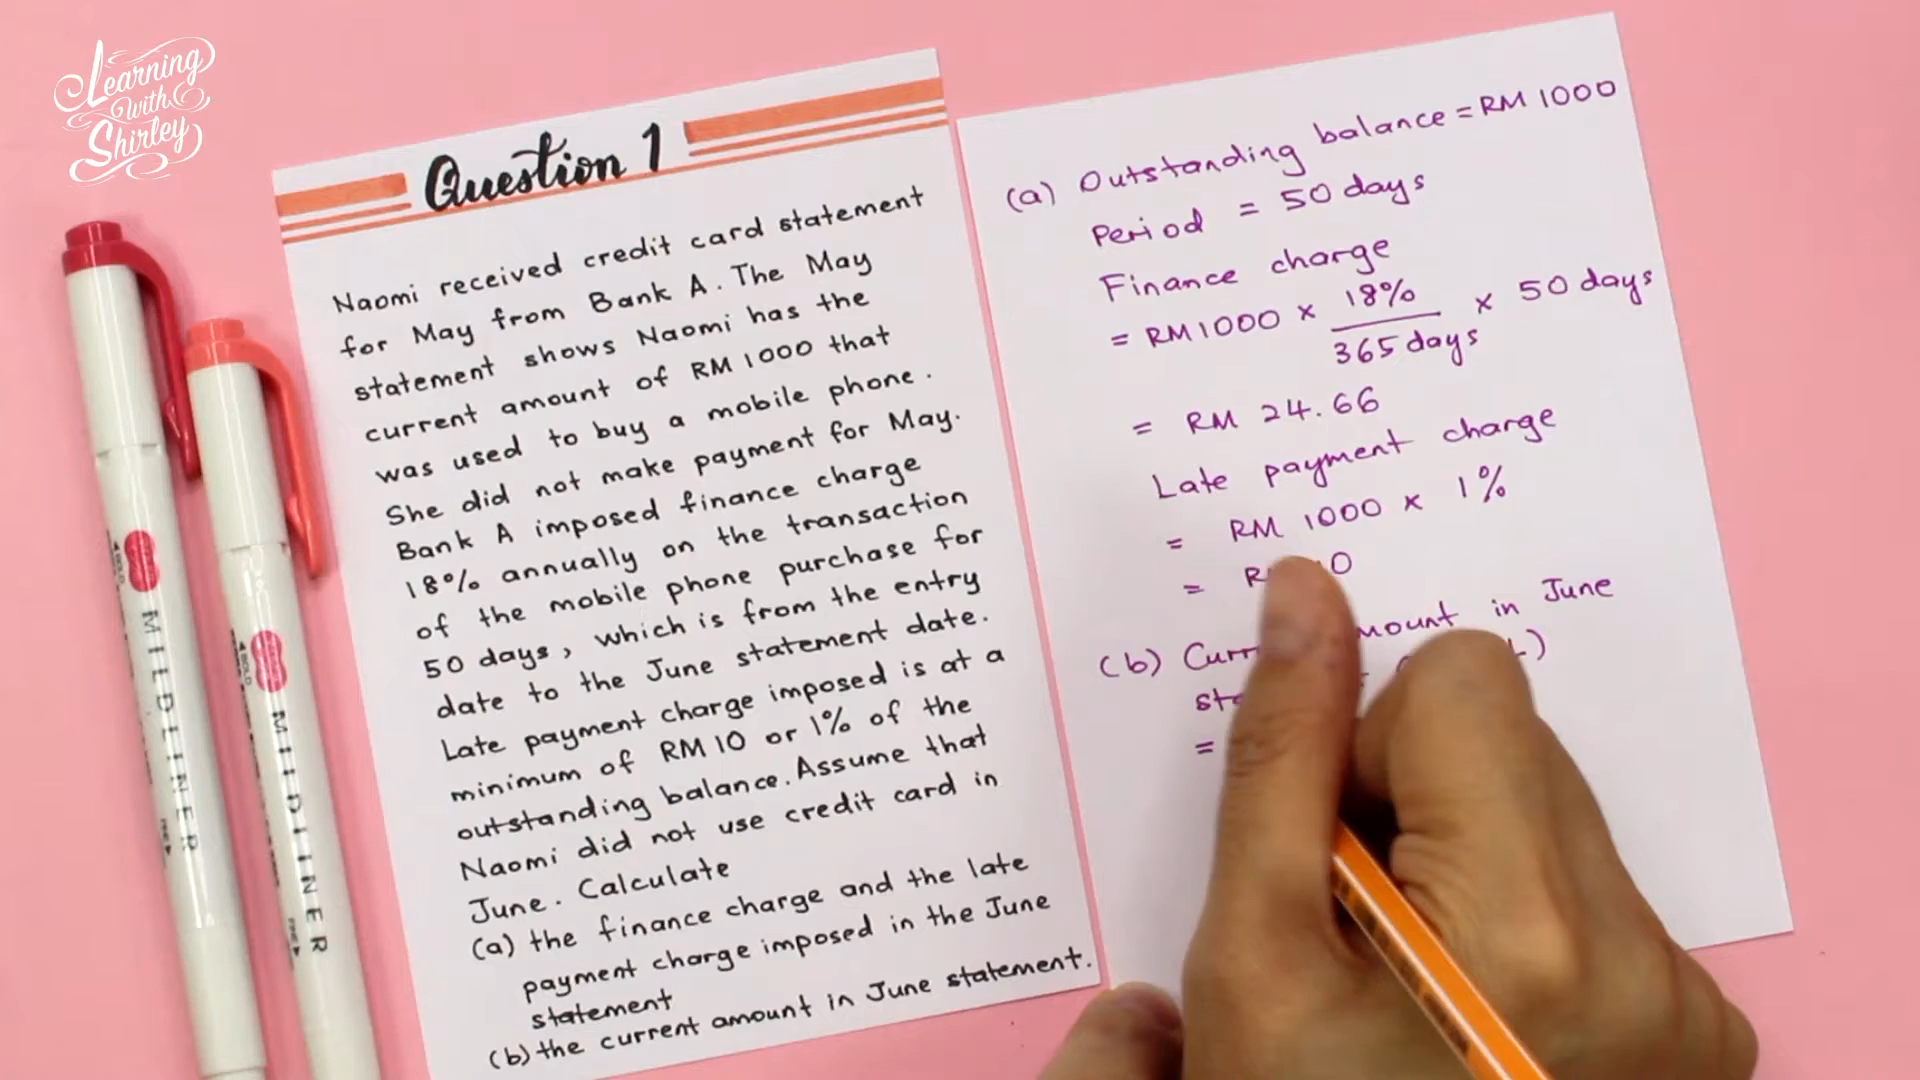 Learning
With
Shirley
Question 1
Naomi received credit card statement
for May from Bank A. The May
statement shows Naomi has the
current amount of RM 1000 that
was used to buy a mobile phone.
She did not make payment for May.
Bank A imposed finance charge
18% annually on the transaction
of the mobile phone purchase for
50 days, which is from the entry
date to the June statement date.
Late payment charge imposed is at a
minimum of RM 10 or 1% of the
outstanding balance. Assume that
Naomi did not use credit card in
June. Calculate
(a) the finance charge and the late
payment charge imposed in the June
statement
(b) the current amount in June statement.
(a) Outstanding balance = RM 1000
Period = 50 days
Finance charge
= RM 1000 × 18% / 365 days × 50 days
= RM 24.66
Late payment charge
= RM 1000 × 1%
=
(b) in June
=
MILDLINER
MILDLINER